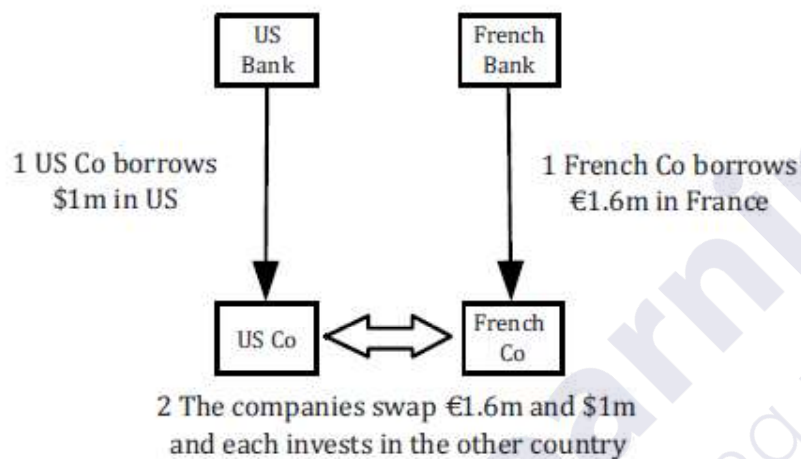 US
Bank
French
Bank
1 US Co borrows
$1m in US
1 French Co borrows
€1.6m in France
US Co
French
Co
2 The companies swap €1.6m and $1m
and each invests in the other country